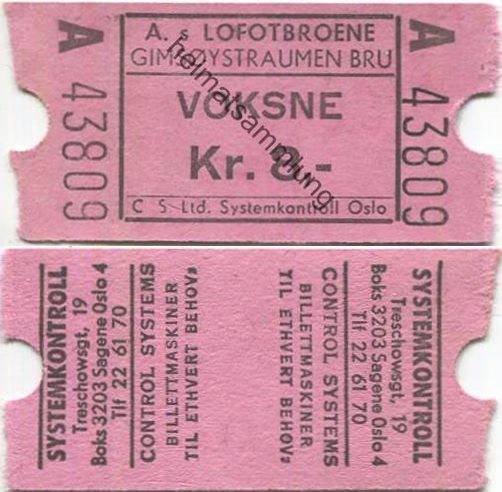 A 43809
A. s LOFOTBROENE
GIMSØYSTRAUMEN BRU
VOKSNE
Kr. 8.-
C S-Ltd. Systemkontroll Oslo
A 43809
heimatsammlung
SYSTEMKONTROLL
Treschowsgt, 19
Boks 3203 Sagene Oslo 4
Tlf 22 61 70
CONTROL SYSTEMS
BILLETTMASKINER
TIL ETHVERT BEHOV:
SYSTEMKONTROLL
Treschowsgt, 19
Boks 3203 Sagene Oslo 4
Tlf 22 61 70
CONTROL SYSTEMS
BILLETTMASKINER
TIL ETHVERT BEHOV: